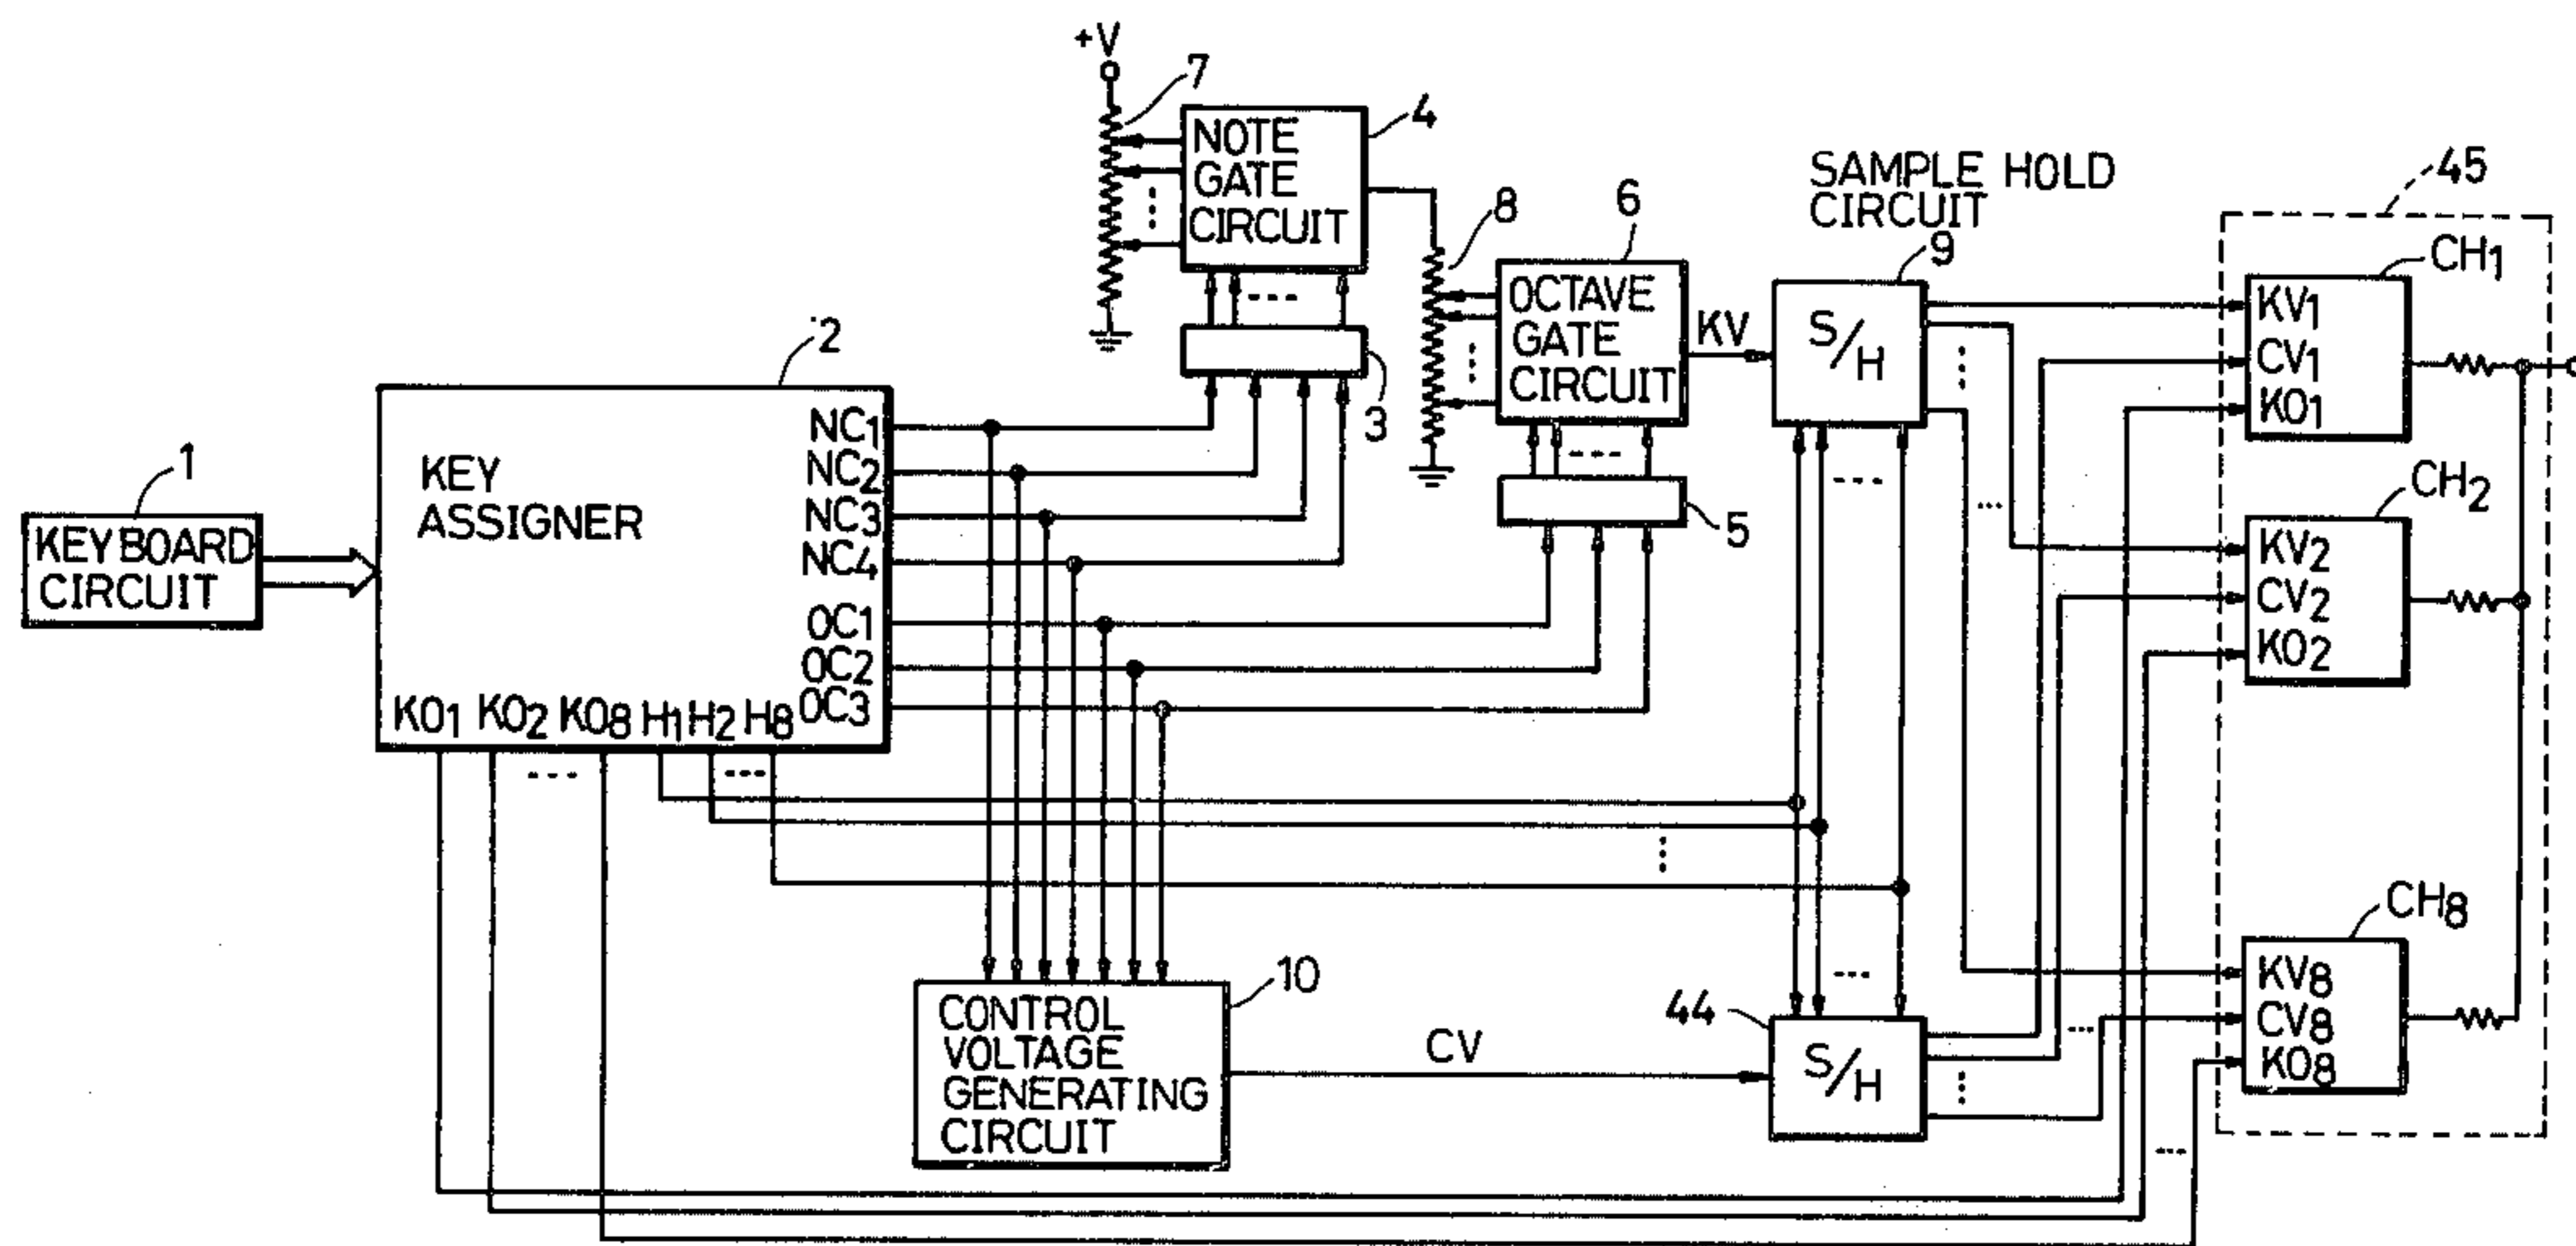 +V
7
NOTE
GATE
CIRCUIT
4
3
8
OCTAVE
GATE
CIRCUIT
6
5
KV
SAMPLE HOLD
CIRCUIT
9
S/H
45
CH1
KV1
CV1
KO1
CH2
KV2
CV2
KO2
CH8
KV8
CV8
KO8
1
KEYBOARD
CIRCUIT
2
KEY
ASSIGNER
NC1
NC2
NC3
NC4
OC1
OC2
OC3
KO1 KO2 KO8 H1 H2 H8
10
CONTROL
VOLTAGE
GENERATING
CIRCUIT
CV
44
S/H